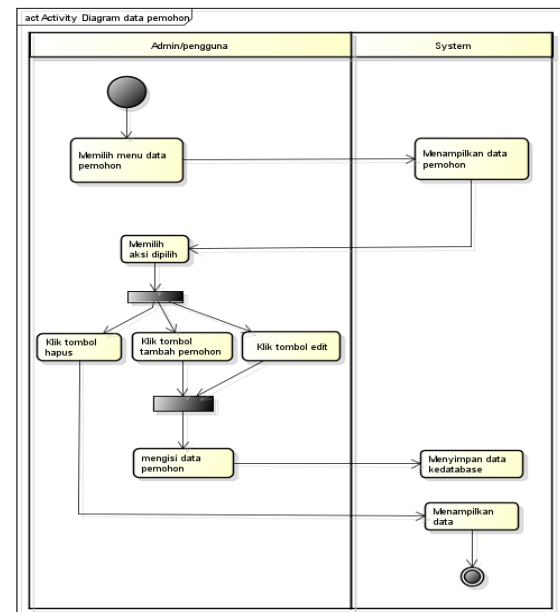 act Activity Diagram data pemohon
Admin/pengguna
System
Memilih menu data
pemohon
Menampilkan data
pemohon
Memilih
aksi dipilih
Klik tombol
hapus
Klik tombol
tambah pemohon
Klik tombol edit
mengisi data
pemohon
Menyimpan data
kedatabase
Menampilkan
data